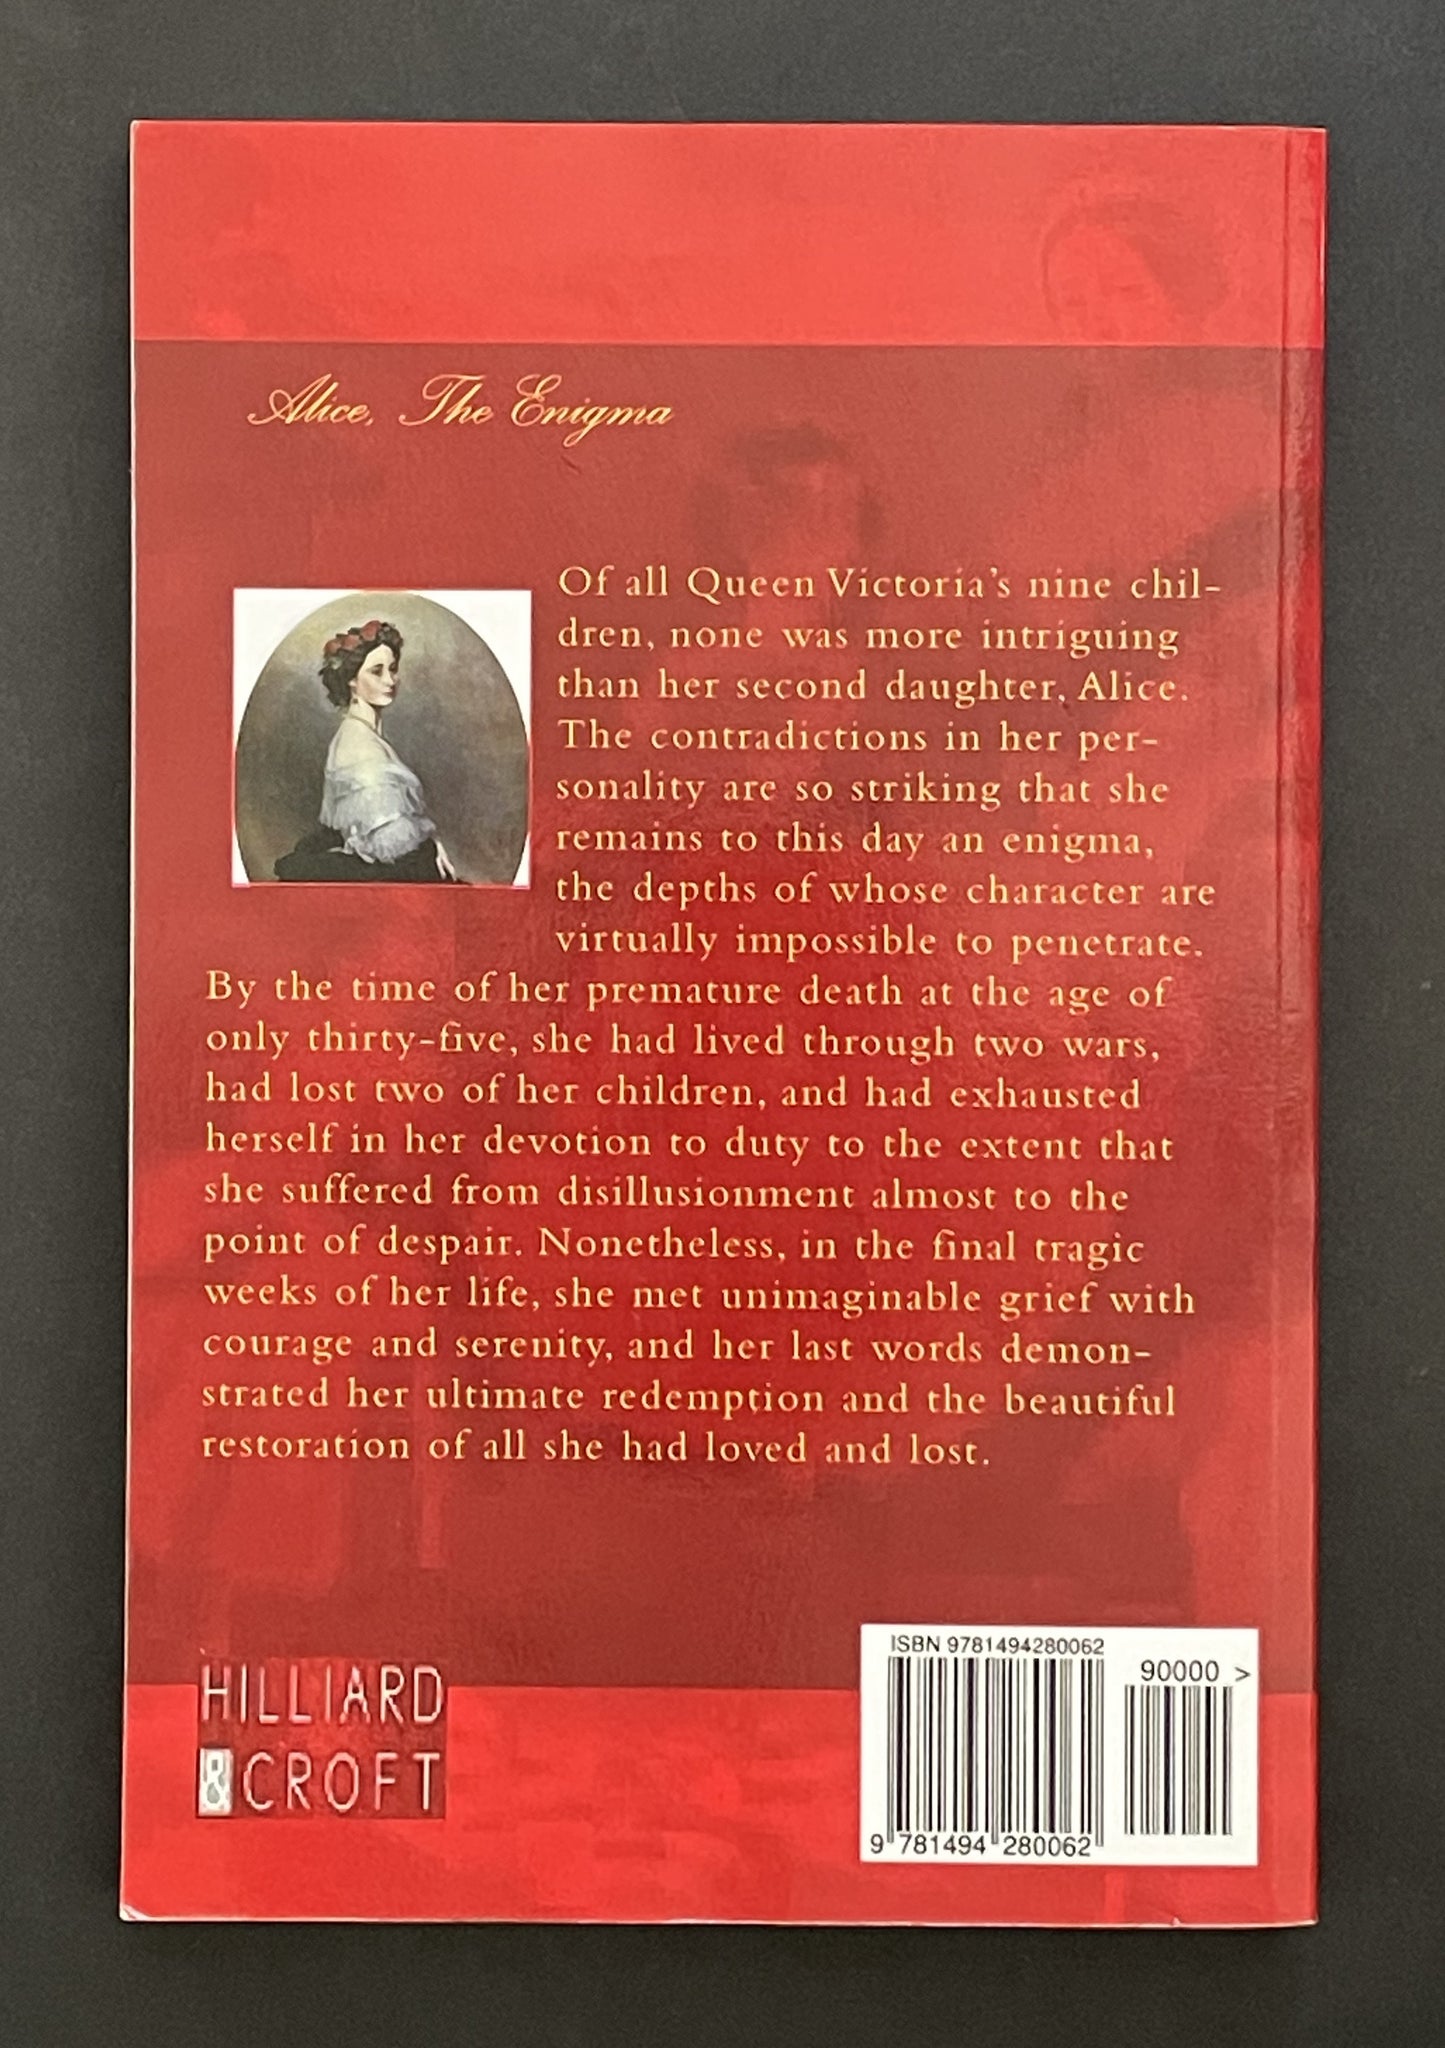 Alice, The Enigma
Of all Queen Victoria's nine chil-
dren, none was more intriguing
than her second daughter, Alice.
The contradictions in her per-
sonality are so striking that she
remains to this day an enigma,
the depths of whose character are
virtually impossible to penetrate.
By the time of her premature death at the age of
only thirty-five, she had lived through two wars,
had lost two of her children, and had exhausted
herself in her devotion to duty to the extent that
she suffered from disillusionment almost to the
point of despair. Nonetheless, in the final tragic
weeks of her life, she met unimaginable grief with
courage and serenity, and her last words demon-
strated her ultimate redemption and the beautiful
restoration of all she had loved and lost.
HILLIARD
&CROFT
ISBN 9781494280062
90000 >
9 781494 280062